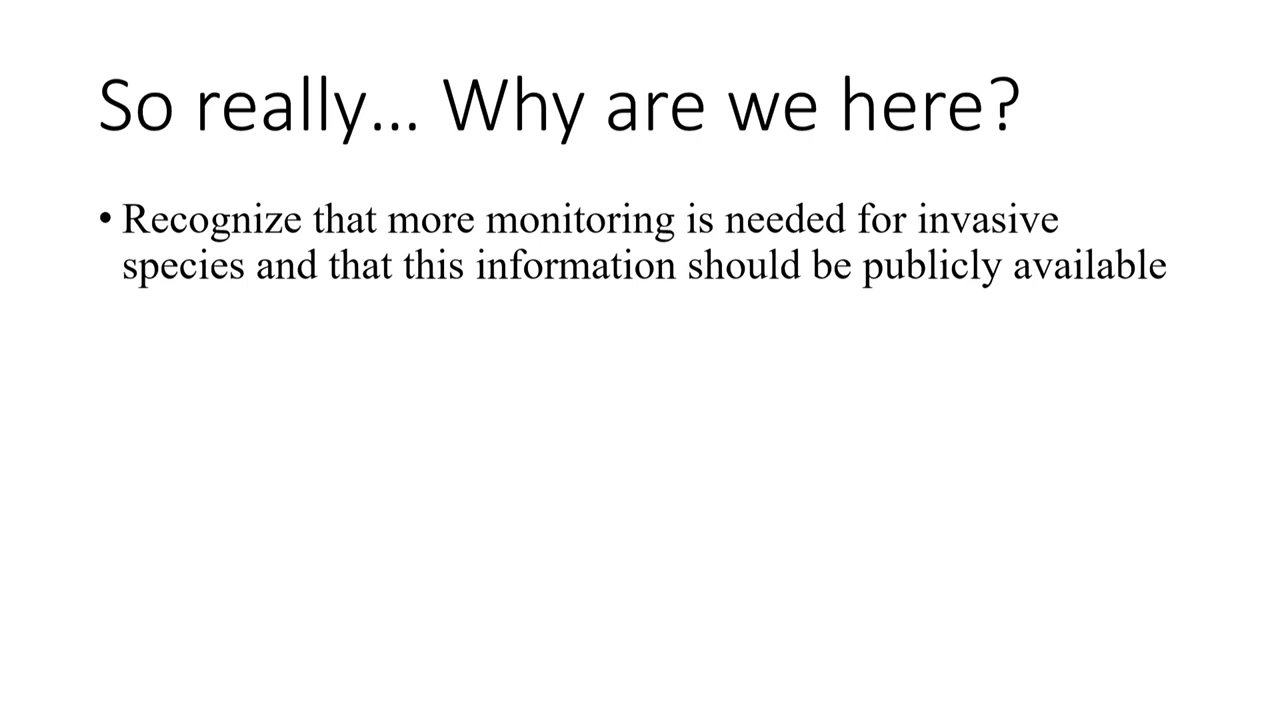 So really... Why are we here?
• Recognize that more monitoring is needed for invasive
species and that this information should be publicly available